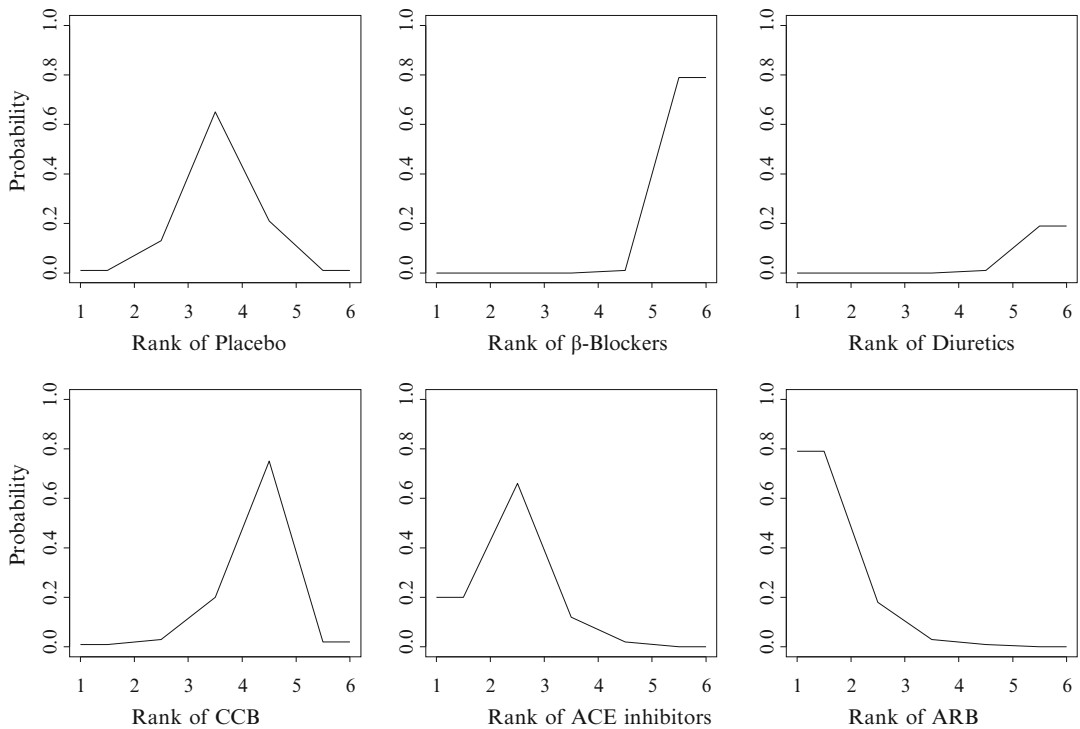 Probability
0.0 0.2 0.4 0.6 0.8 1.0
1 2 3 4 5 6
Rank of Placebo
0.0 0.2 0.4 0.6 0.8 1.0
1 2 3 4 5 6
Rank of β-Blockers
0.0 0.2 0.4 0.6 0.8 1.0
1 2 3 4 5 6
Rank of Diuretics
Probability
0.0 0.2 0.4 0.6 0.8 1.0
1 2 3 4 5 6
Rank of CCB
0.0 0.2 0.4 0.6 0.8 1.0
1 2 3 4 5 6
Rank of ACE inhibitors
0.0 0.2 0.4 0.6 0.8 1.0
1 2 3 4 5 6
Rank of ARB